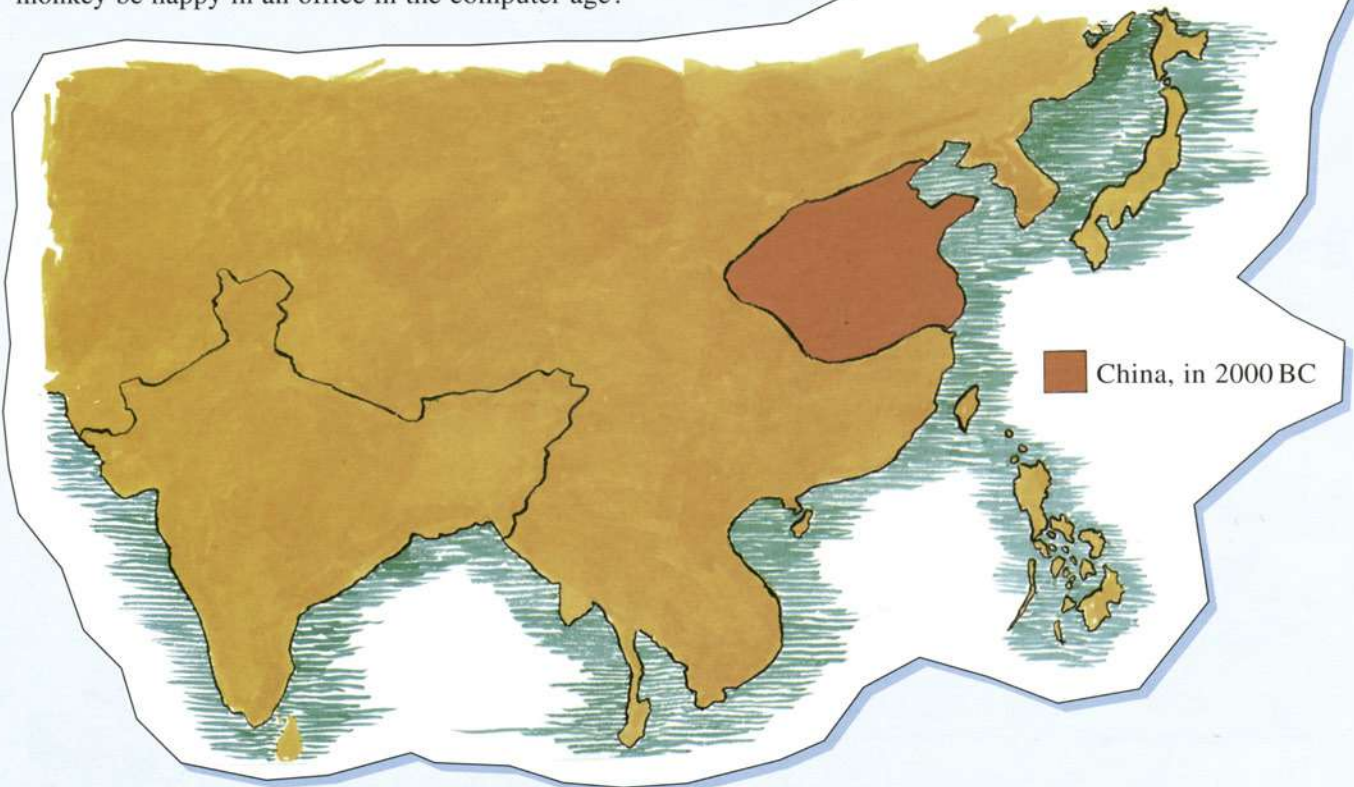 monkey be happy in an office in the computer age?
China, in 2000 BC